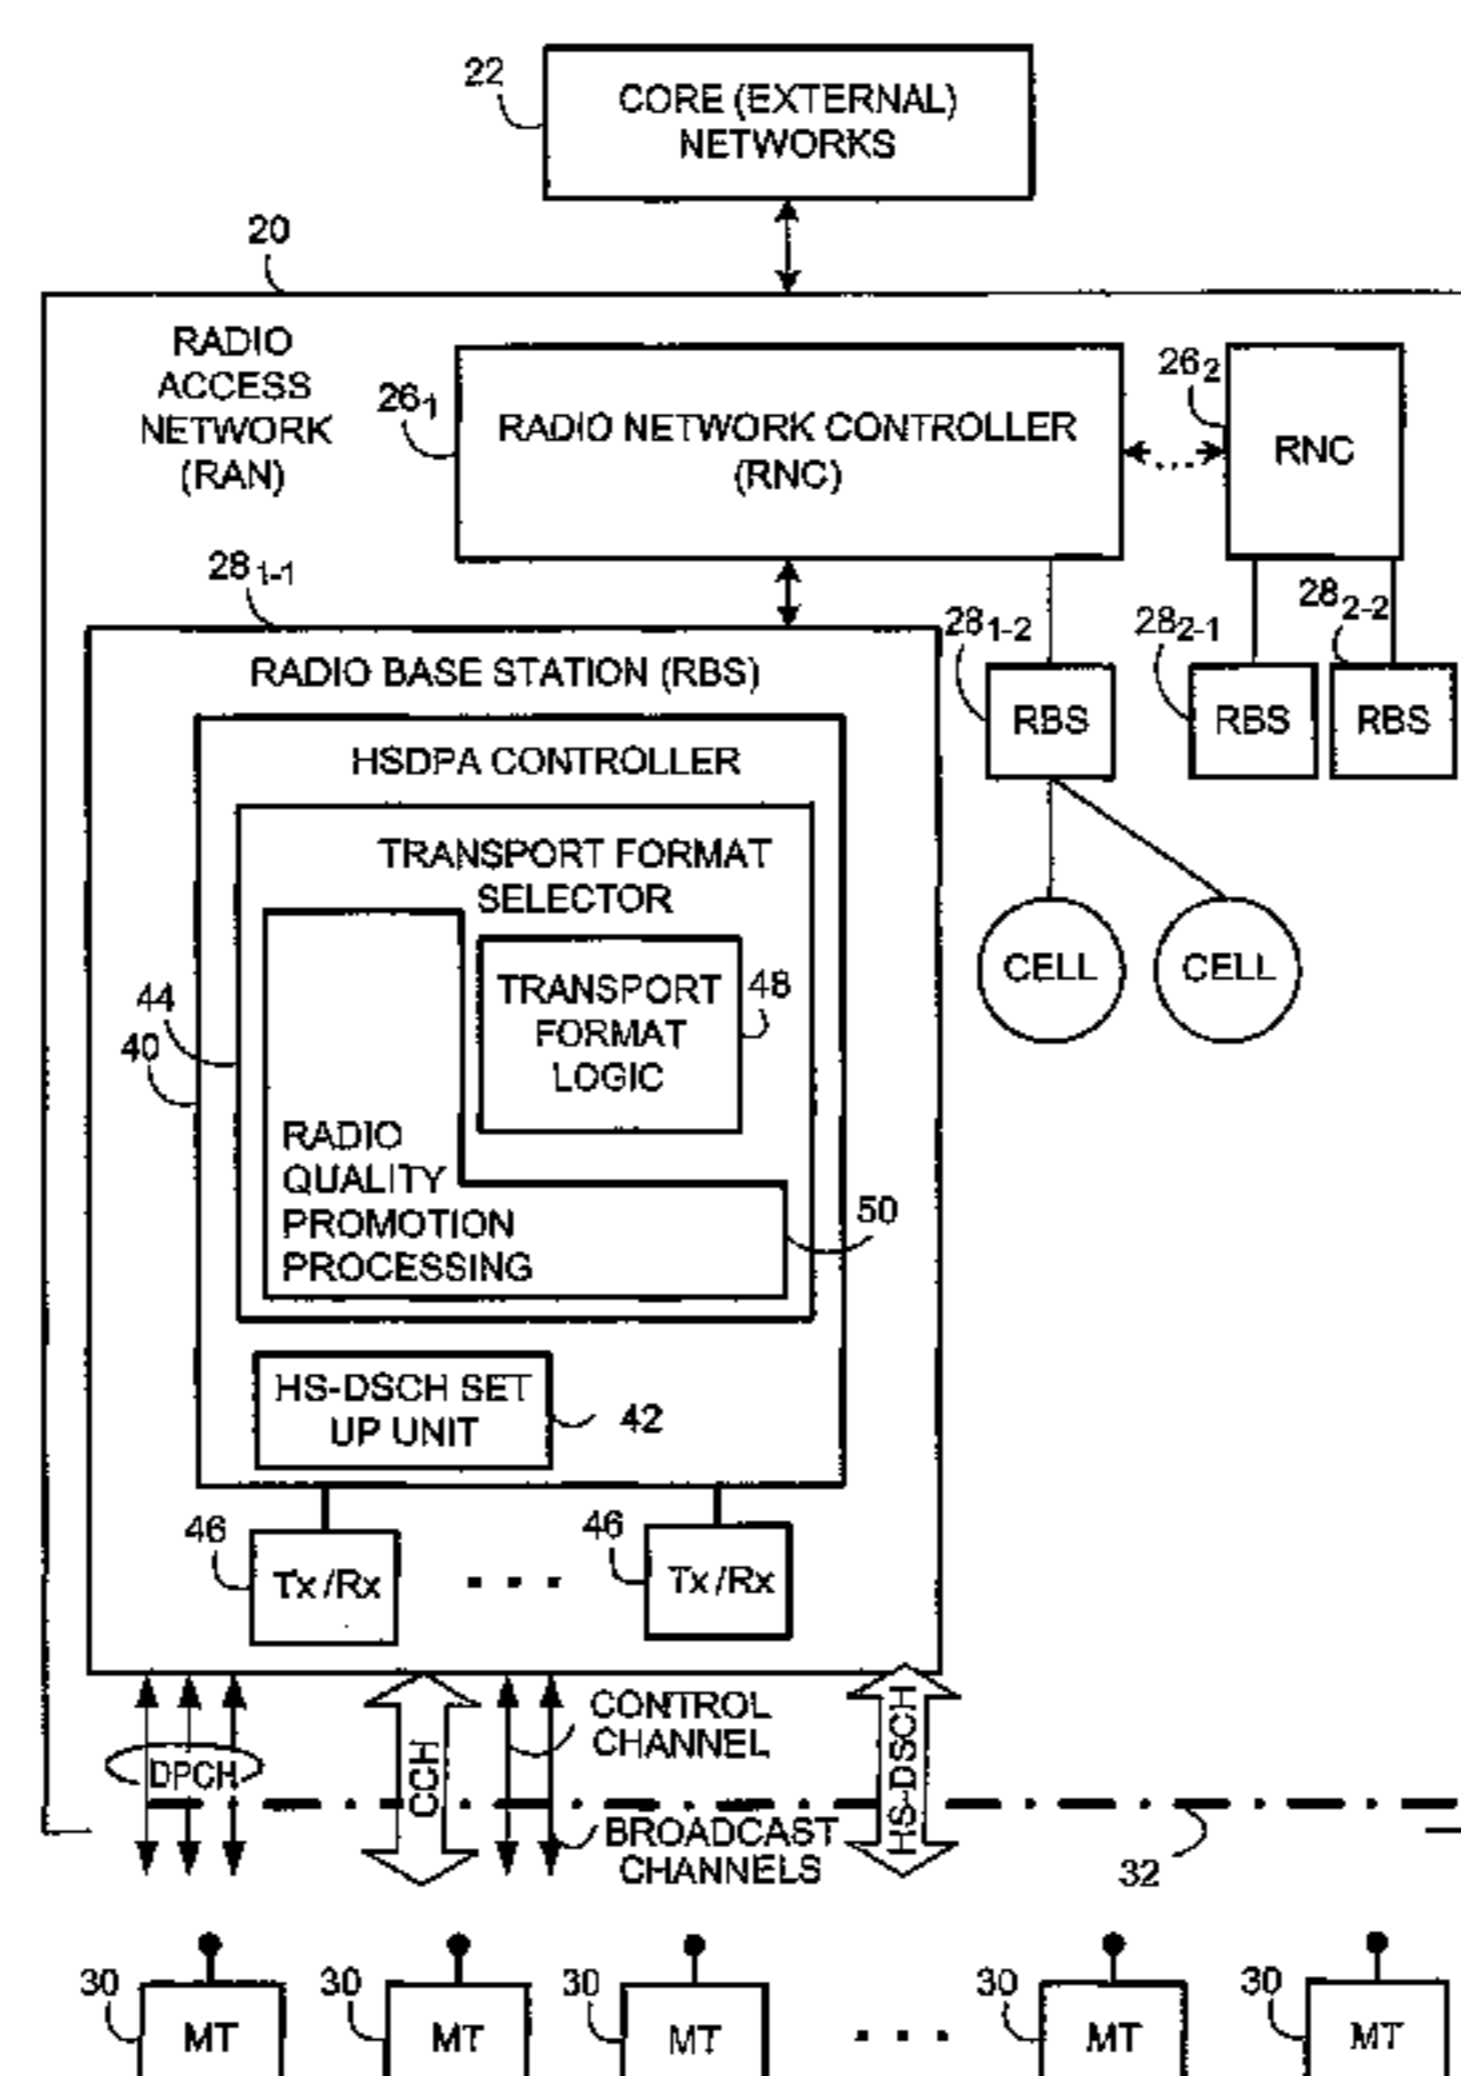 22
CORE (EXTERNAL)
NETWORKS
20
RADIO
ACCESS
NETWORK
(RAN)
26₁
RADIO NETWORK CONTROLLER
(RNC)
...
26₂
RNC
28₁₋₁
RADIO BASE STATION (RBS)
28₁₋₂
RBS
28₂₋₁
RBS
28₂₋₂
RBS
CELL
CELL
HSDPA CONTROLLER
TRANSPORT FORMAT
SELECTOR
TRANSPORT
FORMAT
LOGIC
48
44
40
RADIO
QUALITY
PROMOTION
PROCESSING
50
HS-DSCH SET
UP UNIT
42
46
Tx/Rx
...
46
Tx/Rx
DPCH
CCH
CONTROL
CHANNEL
BROADCAST
CHANNELS
HS-DSCH
32
30
MT
30
MT
30
MT
...
30
MT
30
MT